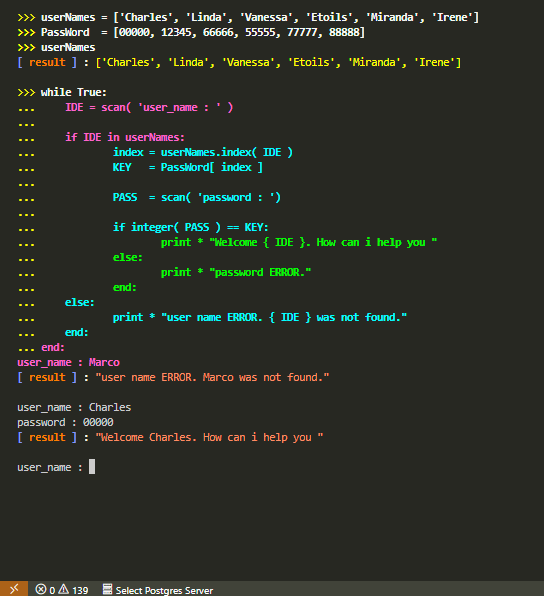 >>> userNames = ['Charles', 'Linda', 'Vanessa', 'Etoils', 'Miranda', 'Irene']
>>> PassWord  = [00000, 12345, 66666, 55555, 77777, 88888]
>>> userNames
[ result ] : ['Charles', 'Linda', 'Vanessa', 'Etoils', 'Miranda', 'Irene']
>>> while True:
...     IDE = scan( 'user_name : ' )
...
...     if IDE in userNames:
...             index = userNames.index( IDE )
...             KEY   = PassWord[ index ]
...
...             PASS  = scan( 'password : ')
...
...             if integer( PASS ) == KEY:
...                     print * "Welcome { IDE }. How can i help you "
...             else:
...                     print * "password ERROR."
...             end:
...     else:
...             print * "user name ERROR. { IDE } was not found."
...     end:
... end:
user_name : Marco
[ result ] : "user name ERROR. Marco was not found."
user_name : Charles
password : 00000
[ result ] : "Welcome Charles. How can i help you "
user_name :
0 139 Select Postgres Server